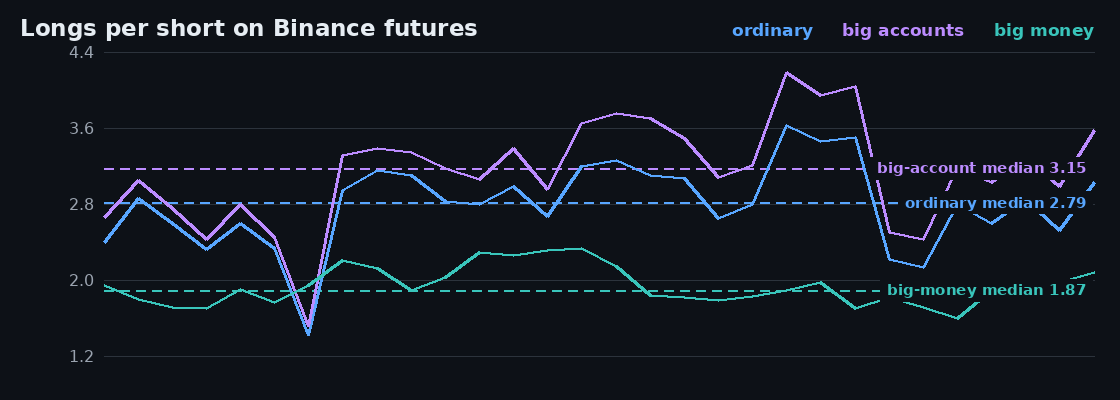 Longs per short on Binance futures
ordinary big accounts big money
4.4
3.6
big-account median 3.15
2.8
ordinary median 2.79
2.0
big-money median 1.87
1.2